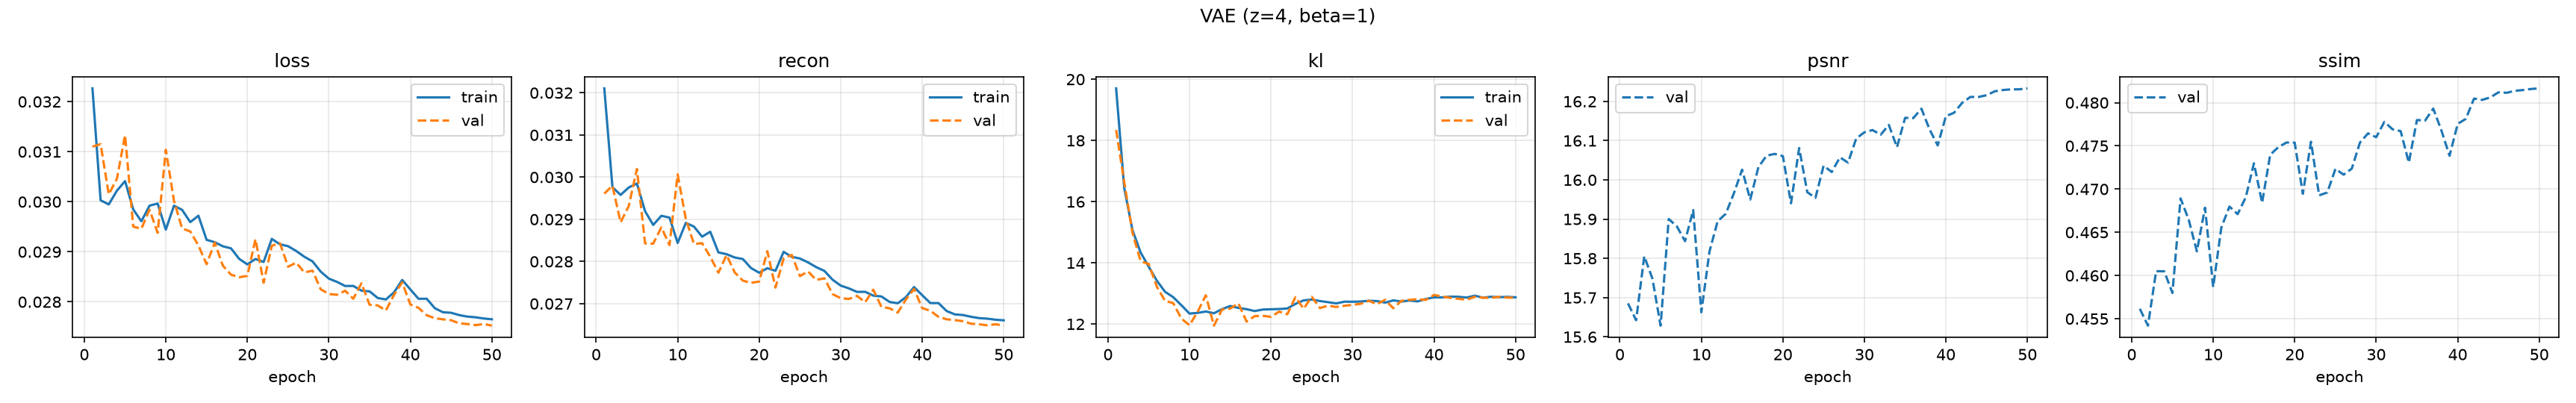 VAE (z=4, beta=1)
loss
train
val
0.032
0.031
0.030
0.029
0.028
0 10 20 30 40 50
epoch
recon
train
val
0.032
0.031
0.030
0.029
0.028
0.027
0 10 20 30 40 50
epoch
kl
train
val
20
18
16
14
12
0 10 20 30 40 50
epoch
psnr
val
16.2
16.1
16.0
15.9
15.8
15.7
15.6
0 10 20 30 40 50
epoch
ssim
val
0.480
0.475
0.470
0.465
0.460
0.455
0 10 20 30 40 50
epoch